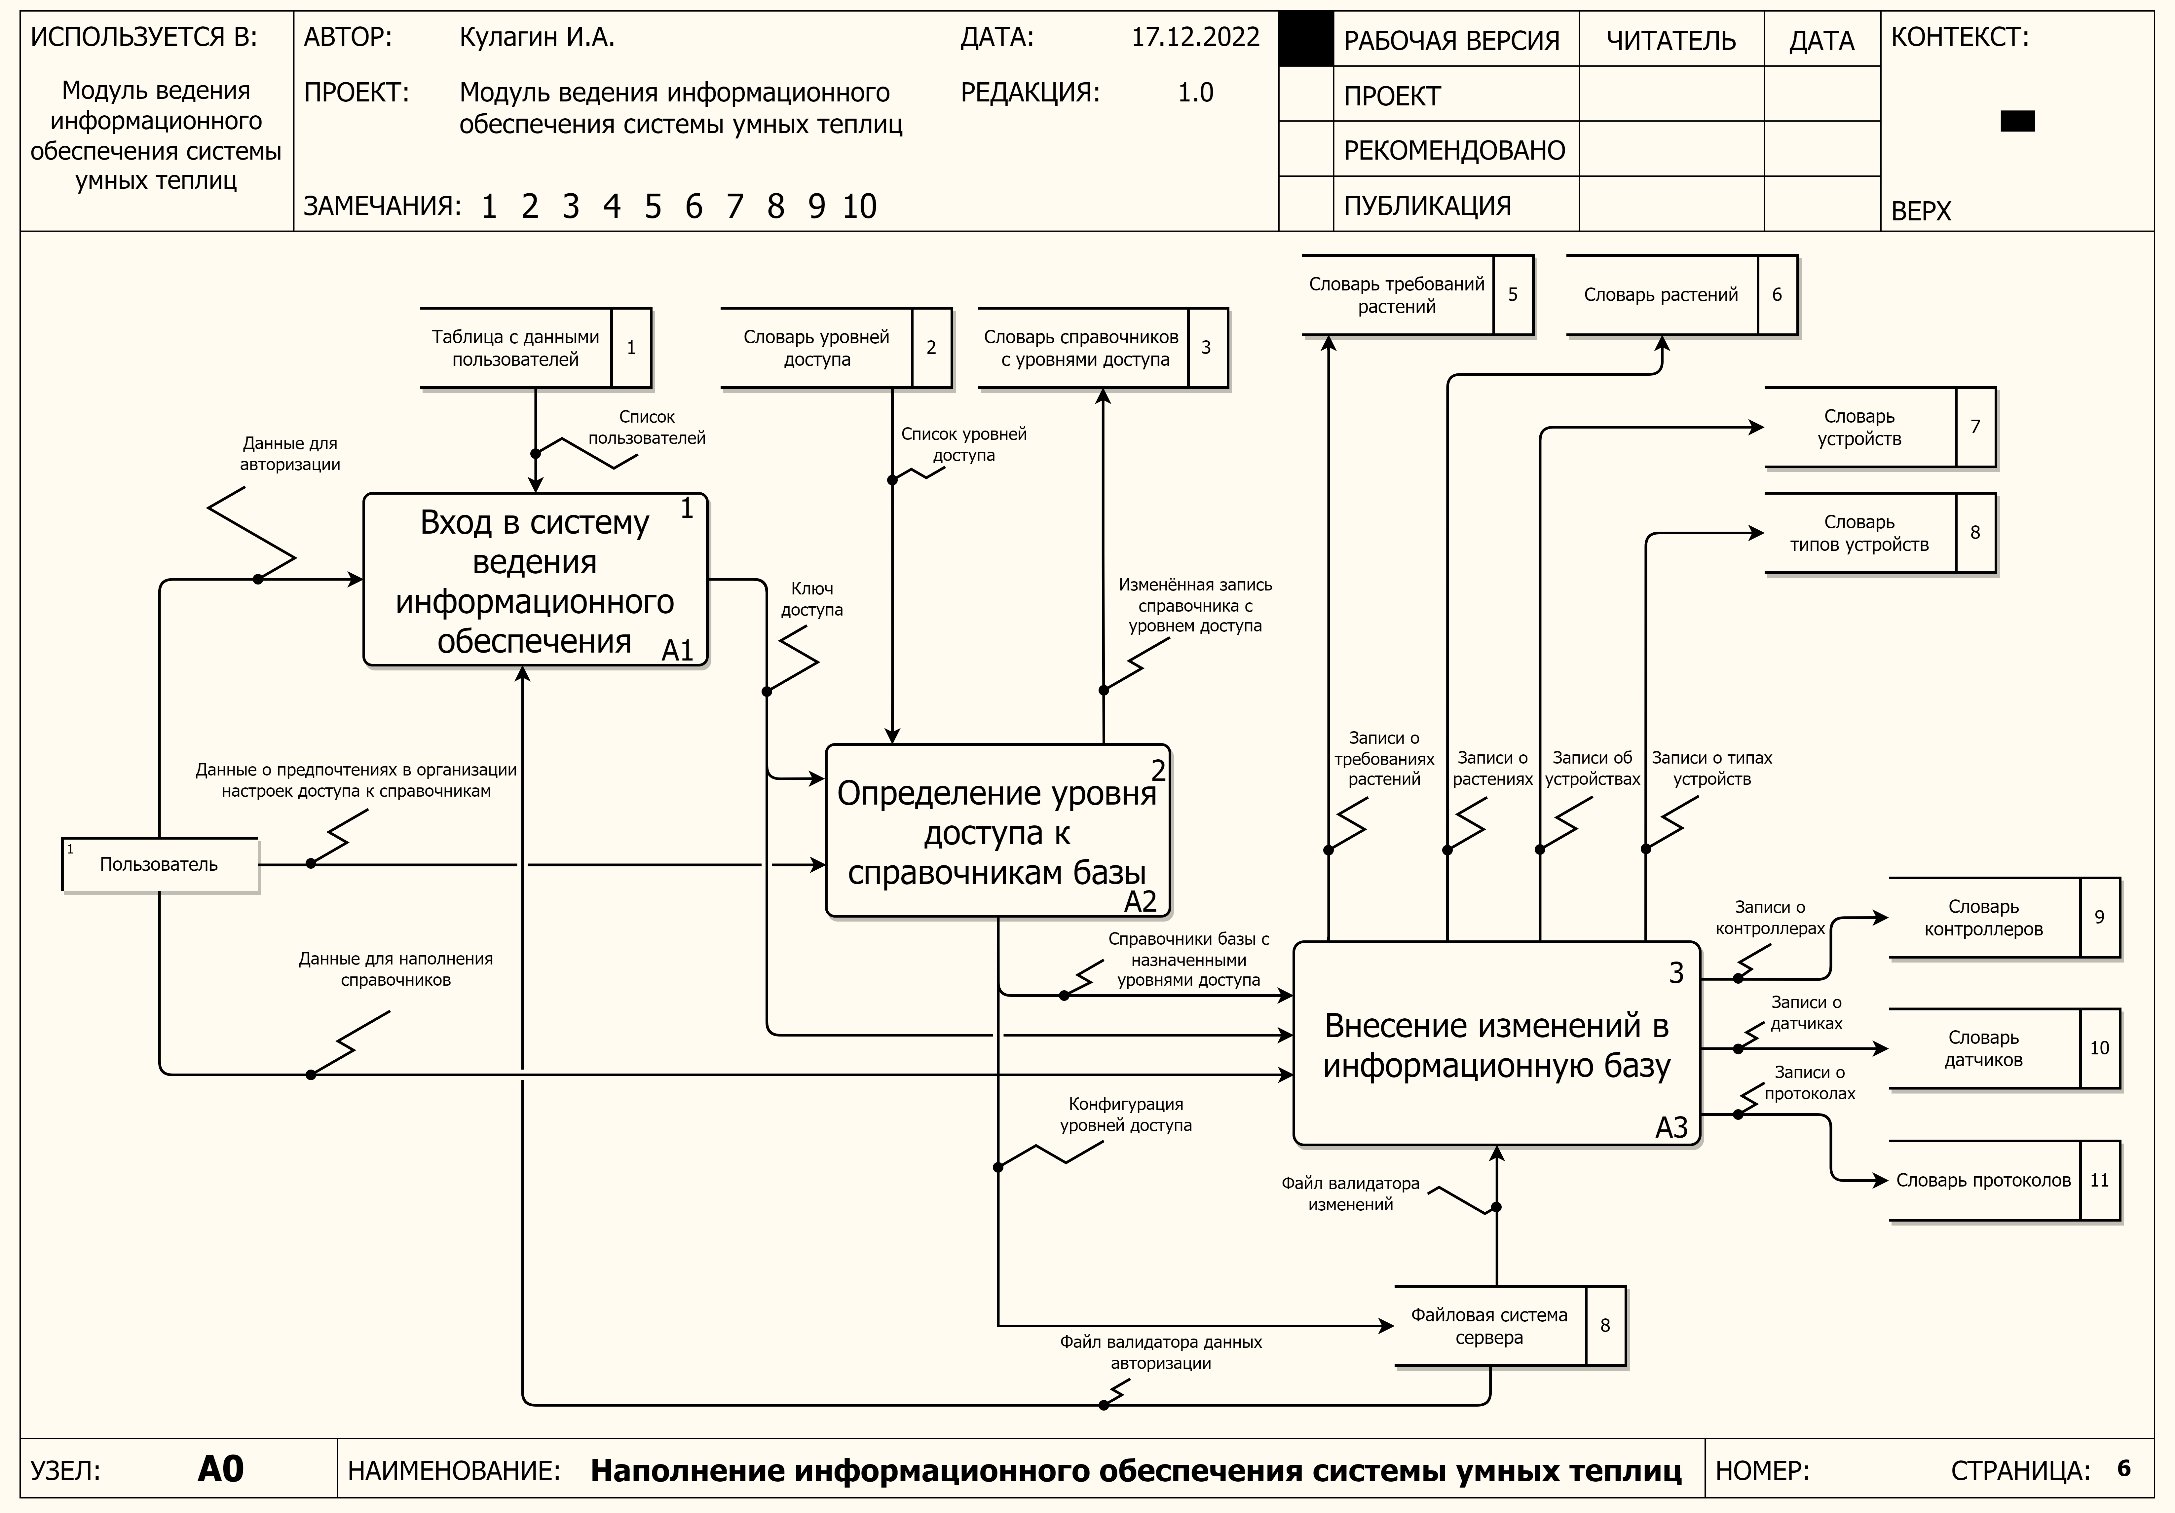 ИСПОЛЬЗУЕТСЯ В:
Модуль ведения
информационного
обеспечения системы
умных теплиц
АВТОР: Кулагин И.А.
ДАТА: 17.12.2022
ПРОЕКТ: Модуль ведения информационного
обеспечения системы умных теплиц
РЕДАКЦИЯ: 1.0
ЗАМЕЧАНИЯ: 1 2 3 4 5 6 7 8 9 10
РАБОЧАЯ ВЕРСИЯ ЧИТАТЕЛЬ ДАТА
ПРОЕКТ
РЕКОМЕНДОВАНО
ПУБЛИКАЦИЯ
КОНТЕКСТ:
ВЕРХ
Таблица с данными
пользователей
1
Словарь уровней
доступа
2
Словарь справочников
с уровнями доступа
3
Словарь требований
растений
5
Словарь растений
6
Словарь
устройств
7
Словарь
типов устройств
8
Данные для
авторизации
Список
пользователей
Список уровней
доступа
1
Вход в систему
ведения
информационного
обеспечения
A1
Ключ
доступа
Изменённая запись
справочника с
уровнем доступа
Данные о предпочтениях в организации
настроек доступа к справочникам
1
Пользователь
2
Определение уровня
доступа к
справочникам базы
A2
Записи о
требованиях
растений
Записи о
растениях
Записи об
устройствах
Записи о типах
устройств
Данные для наполнения
справочников
Справочники базы с
назначенными
уровнями доступа
3
Внесение изменений в
информационную базу
A3
Записи о
контроллерах
Словарь
контроллеров
9
Записи о
датчиках
Словарь
датчиков
10
Записи о
протоколах
Словарь протоколов
11
Конфигурация
уровней доступа
Файл валидатора
изменений
Файловая система
сервера
8
Файл валидатора данных
авторизации
УЗЕЛ: A0
НАИМЕНОВАНИЕ: Наполнение информационного обеспечения системы умных теплиц
НОМЕР:
СТРАНИЦА: 6